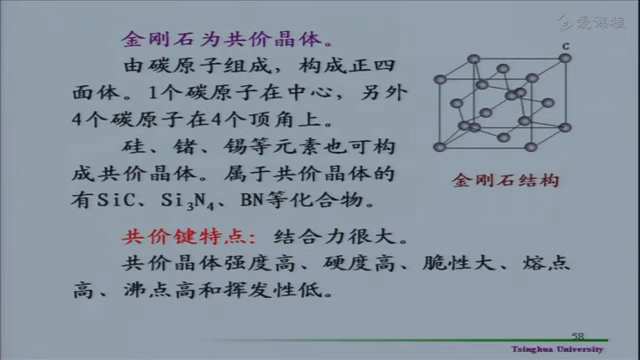 爱课程
金刚石为共价晶体。
由碳原子组成，构成正四
面体。1个碳原子在中心，另外
4个碳原子在4个顶角上。
硅、锗、锡等元素也可构
成共价晶体。属于共价晶体的
有SiC、Si₃N₄、BN等化合物。
C
金刚石结构
共价键特点：结合力很大。
共价晶体强度高、硬度高、脆性大、熔点
高、沸点高和挥发性低。
58
Tsinghua University